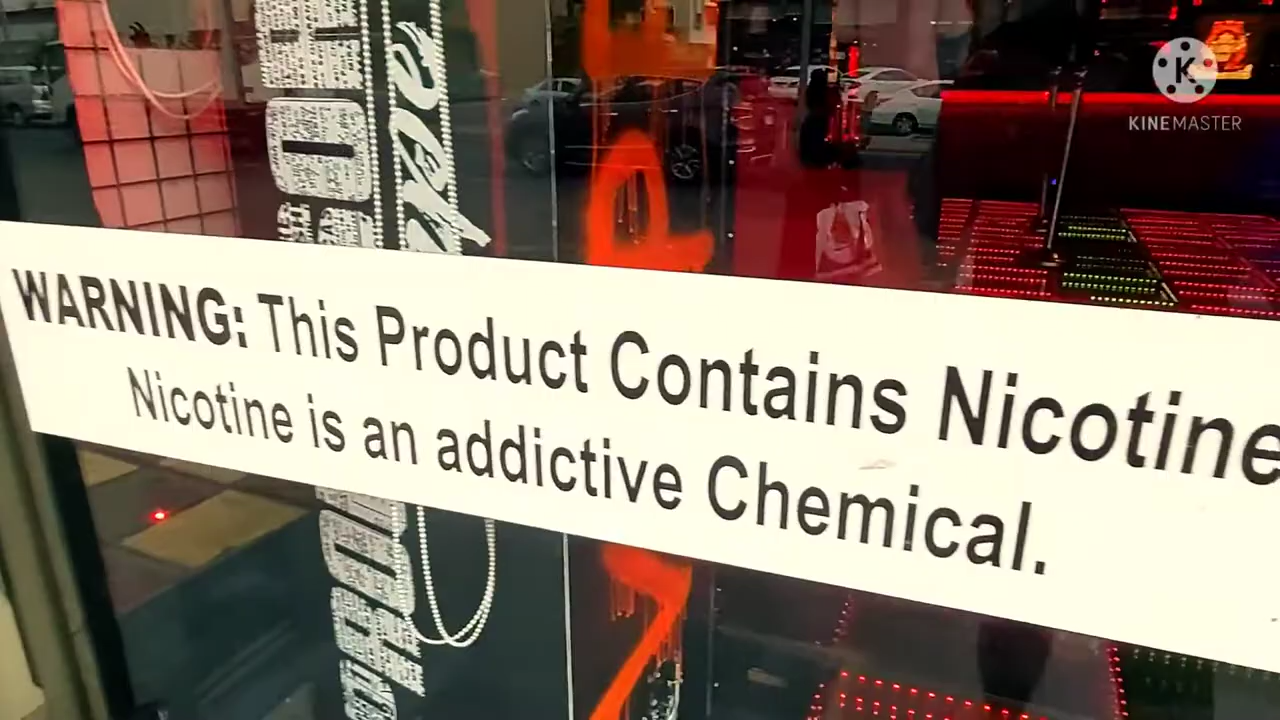 K
KINEMASTER
WARNING: This Product Contains Nicotine
Nicotine is an addictive Chemical.